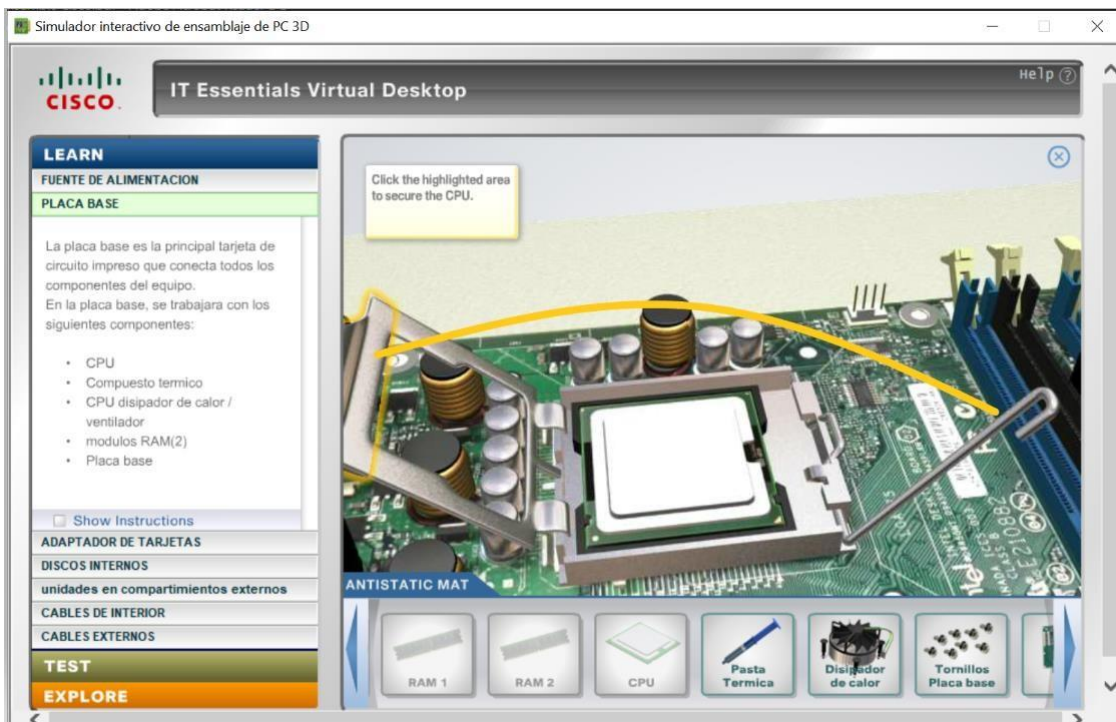 Simulador interactivo de ensamblaje de PC 3D
CISCO
IT Essentials Virtual Desktop
Help ?
LEARN
FUENTE DE ALIMENTACION
PLACA BASE
La placa base es la principal tarjeta de
circuito impreso que conecta todos los
componentes del equipo.
En la placa base, se trabajara con los
siguientes componentes:
• CPU
• Compuesto termico
• CPU disipador de calor /
ventilador
• modulos RAM(2)
• Placa base
Show Instructions
ADAPTADOR DE TARJETAS
DISCOS INTERNOS
unidades en compartimientos externos
CABLES DE INTERIOR
CABLES EXTERNOS
TEST
EXPLORE
Click the highlighted area
to secure the CPU.
ANTISTATIC MAT
RAM 1
RAM 2
CPU
Pasta
Termica
Disipador
de calor
Tornillos
Placa base